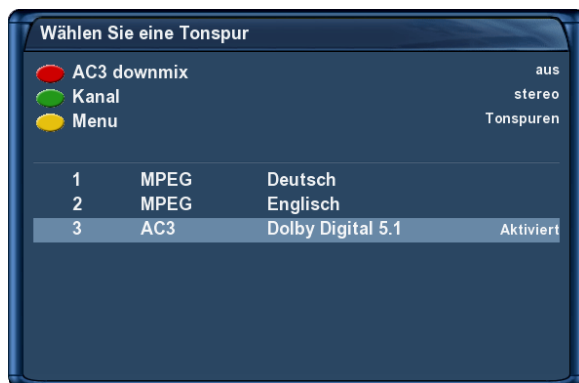 Wählen Sie eine Tonspur
AC3 downmix aus
Kanal stereo
Menu Tonspuren
1 MPEG Deutsch
2 MPEG Englisch
3 AC3 Dolby Digital 5.1 Aktiviert